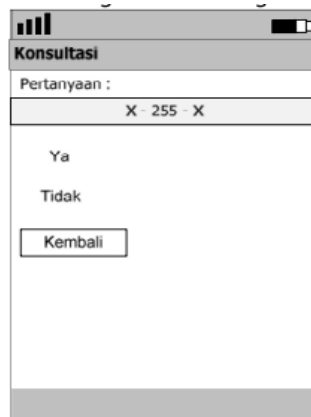 Konsultasi
Pertanyaan :
X - 255 - X
Ya
Tidak
Kembali